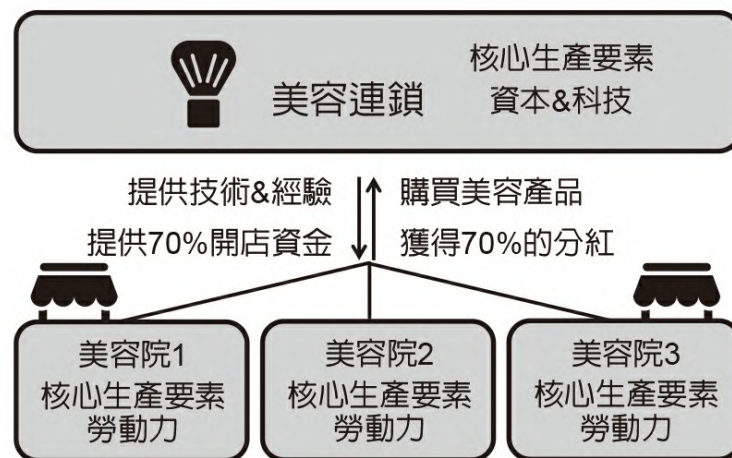 核心生產要素
美容連鎖
資本&科技
提供技術&經驗
購買美容產品
提供70%開店資金
獲得70%的分紅
美容院1
核心生產要素
勞動力
美容院2
核心生產要素
勞動力
美容院3
核心生產要素
勞動力